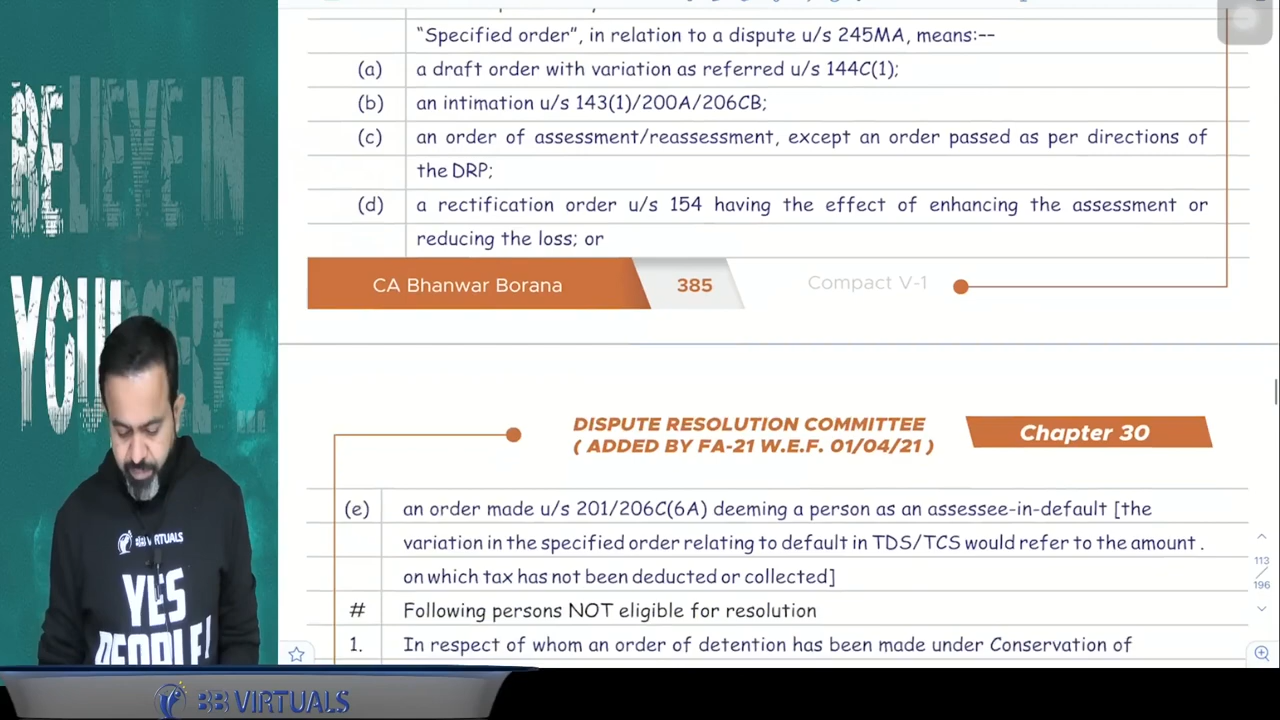 BELIEVE IN
YOURSELF...
BB VIRTUALS
YES
PEOPLE!
BB VIRTUALS
"Specified order", in relation to a dispute u/s 245MA, means:--
(a) a draft order with variation as referred u/s 144C(1);
(b) an intimation u/s 143(1)/200A/206CB;
(c) an order of assessment/reassessment, except an order passed as per directions of
the DRP;
(d) a rectification order u/s 154 having the effect of enhancing the assessment or
reducing the loss; or
CA Bhanwar Borana 385 Compact V-1
DISPUTE RESOLUTION COMMITTEE
( ADDED BY FA-21 W.E.F. 01/04/21 )
Chapter 30
(e) an order made u/s 201/206C(6A) deeming a person as an assessee-in-default [the
variation in the specified order relating to default in TDS/TCS would refer to the amount .
on which tax has not been deducted or collected]
# Following persons NOT eligible for resolution
1. In respect of whom an order of detention has been made under Conservation of
113
196